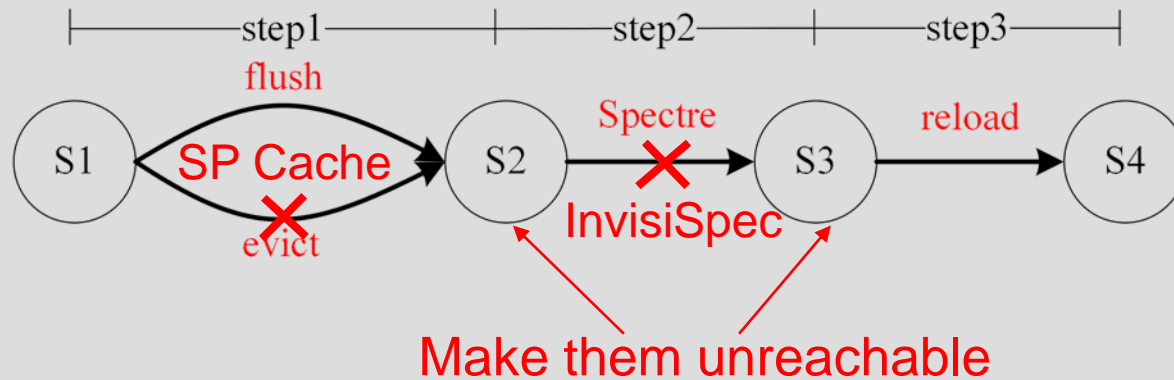 step1 step2 step3
flush
Spectre reload
S1 SP Cache S2 S3 S4
InvisiSpec
evict
Make them unreachable